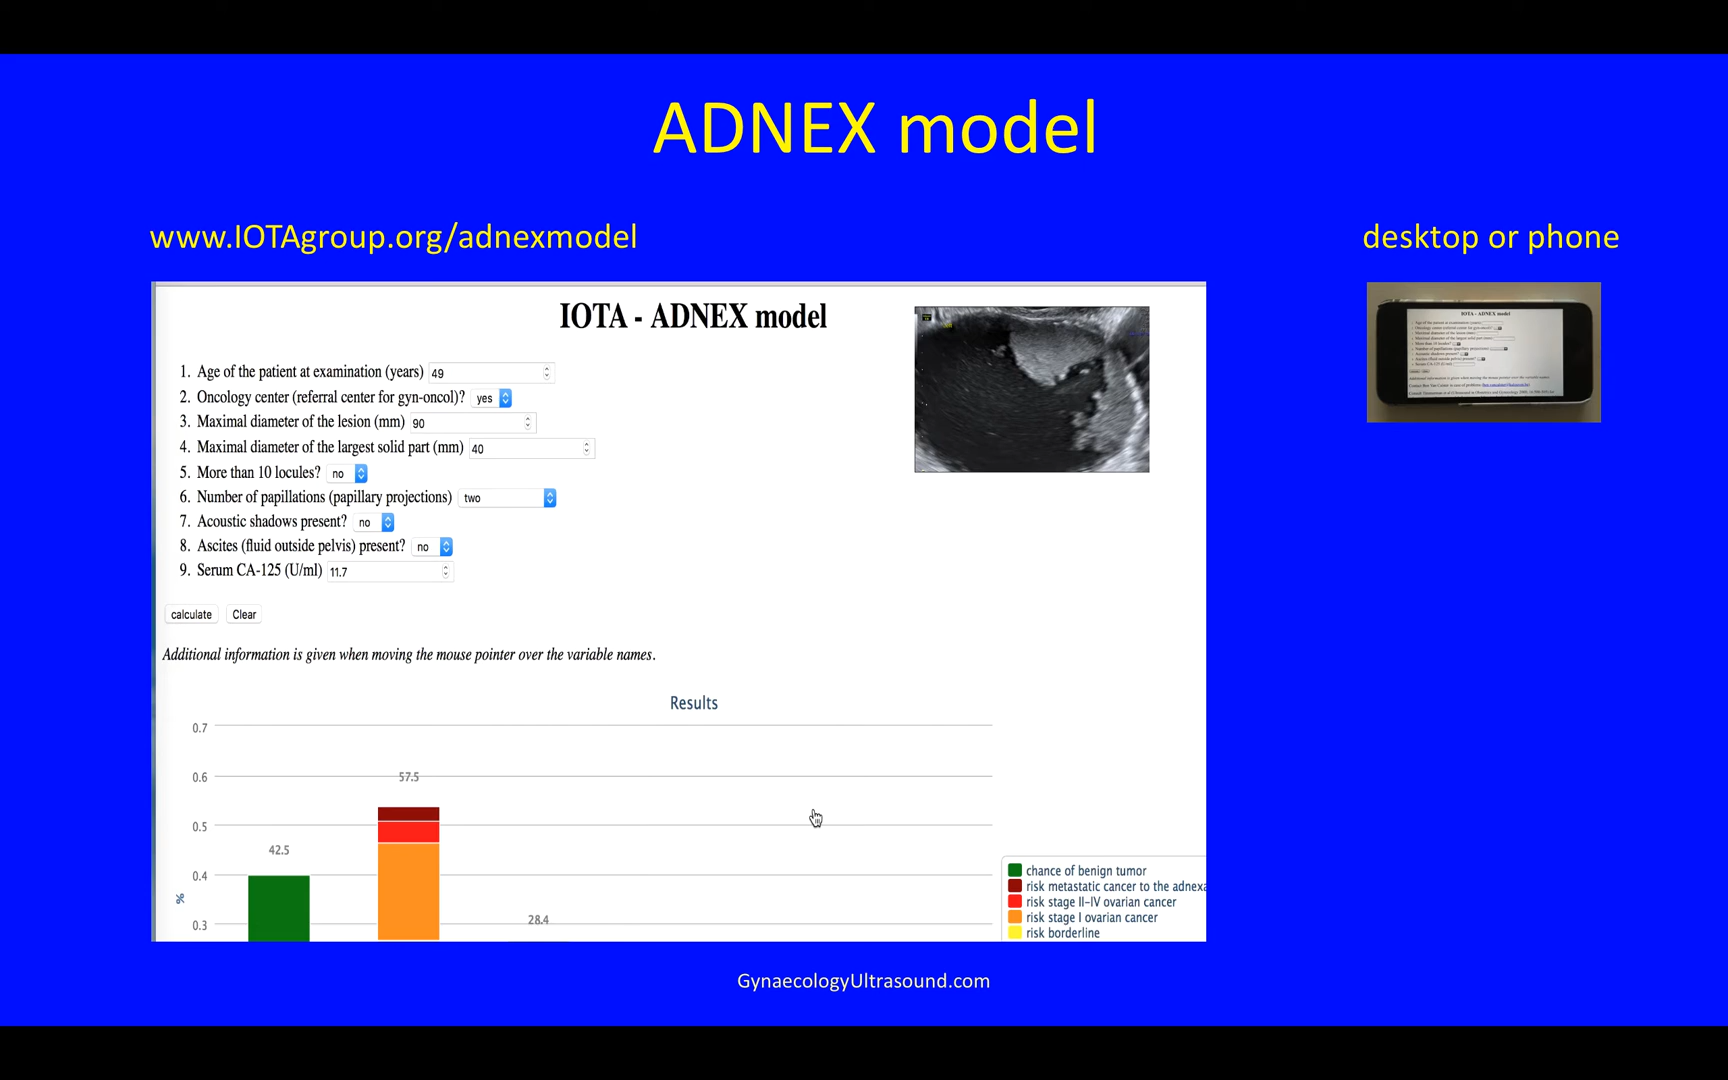 ADNEX model
www.IOTAgroup.org/adnexmodel
desktop or phone
IOTA - ADNEX model
1. Age of the patient at examination (years) 49
2. Oncology center (referral center for gyn-oncol)? yes
3. Maximal diameter of the lesion (mm) 90
4. Maximal diameter of the largest solid part (mm) 40
5. More than 10 locules? no
6. Number of papillations (papillary projections) two
7. Acoustic shadows present? no
8. Ascites (fluid outside pelvis) present? no
9. Serum CA-125 (U/ml) 11.7
calculate Clear
Additional information is given when moving the mouse pointer over the variable names.
Results
0.7
0.6
0.5
0.4
0.3
%
42.5
57.5
28.4
chance of benign tumor
risk metastatic cancer to the adnexa
risk stage II-IV ovarian cancer
risk stage I ovarian cancer
risk borderline
IOTA - ADNEX model
GynaecologyUltrasound.com